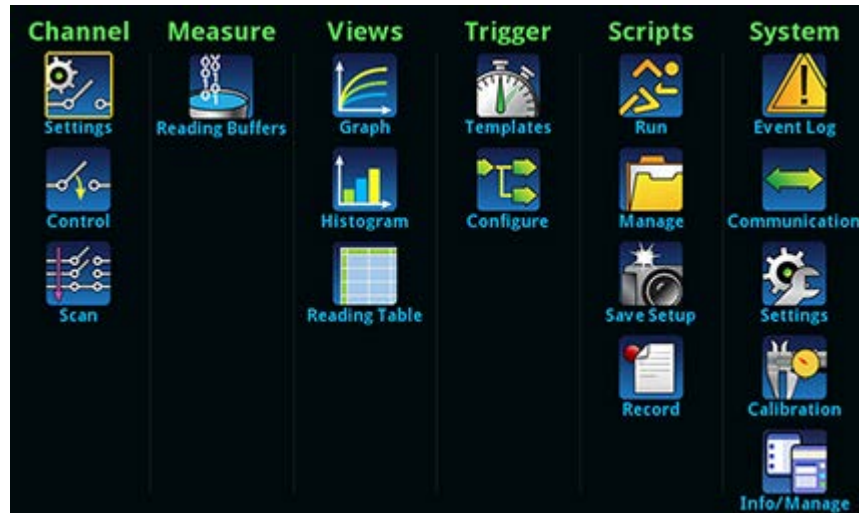 Channel Measure Views Trigger Scripts System
Settings Reading Buffers Graph Templates Run Event Log
Control Histogram Configure Manage Communication
Scan Reading Table Save Setup Settings
Record Calibration
Info/Manage